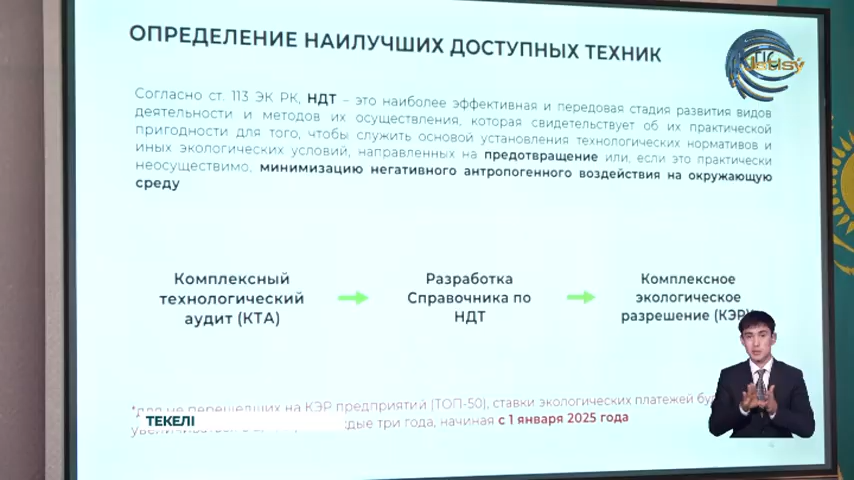 ОПРЕДЕЛЕНИЕ НАИЛУЧШИХ ДОСТУПНЫХ ТЕХНИК
Jetisý
Согласно ст. 113 ЭК РК, НДТ – это наиболее эффективная и передовая стадия развития видов
деятельности и методов их осуществления, которая свидетельствует об их практической
пригодности для того, чтобы служить основой установления технологических нормативов и
иных экологических условий, направленных на предотвращение или, если это практически
неосуществимо, минимизацию негативного антропогенного воздействия на окружающую
среду
Комплексный
технологический
аудит (КТА)
Разработка
Справочника по
НДТ
Комплексное
экологическое
разрешение (КЭР)
*для не перешедших на КЭР предприятий (ТОП-50), ставки экологических платежей
каждые три года, начиная с 1 января 2025 года
ТЕКЕЛІ